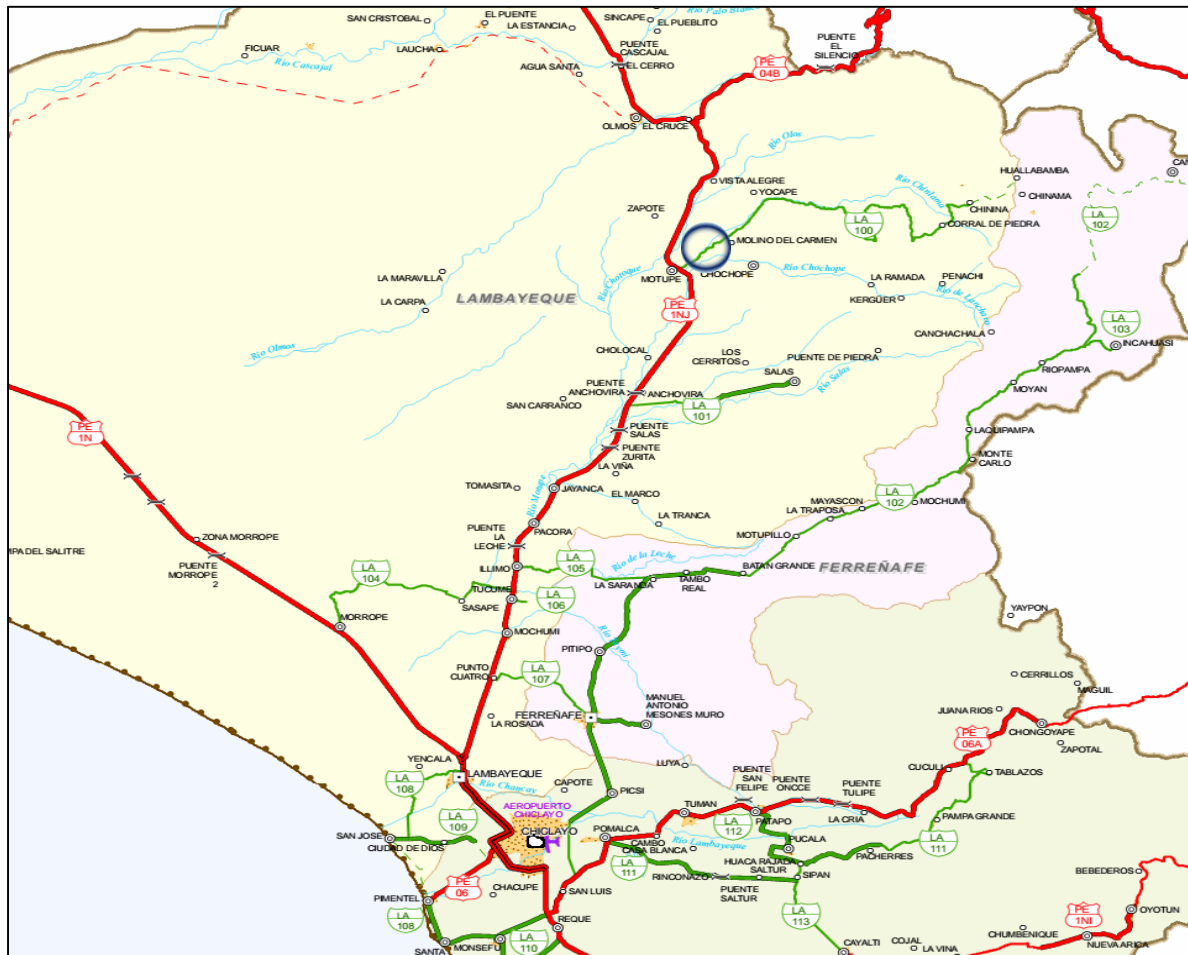 SAN CRISTOBAL
EL PUENTE
LA ESTANCIA
SINCAPE
Río Palo Blanco
EL PUEBLITO
FICUAR
LAUCHA
Río Cascajal
AGUA SANTA
PUENTE
CASCAJAL
EL CERRO
PE
04B
PUENTE
EL
SILENCIO
OLMOS
EL CRUCE
Río Olos
VISTA ALEGRE
YOCAPE
Río Chiniama
HUALLABAMBA
CHINAMA
CHININA
LA
102
ZAPOTE
LA
100
CORRAL DE PIEDRA
MOLINO DEL CARMEN
MOTUPE
CHOCHOPE
Río Chochope
Río Chotoque
LA MARAVILLA
LA CARPA
LAMBAYEQUE
LA RAMADA
PENACHI
KERGUER
PE
1NJ
CANCHACHALA
LA
103
INCAHUASI
Río Olmos
CHOLOCAL
LOS
CERRITOS
PUENTE DE PIEDRA
SALAS
Río Salas
RIOPAMPA
MOYAN
PUENTE
ANCHOVIRA
ANCHOVIRA
SAN CARRANCO
LA
101
PE
1N
PUENTE
SALAS
PUENTE
ZURITA
LA VIÑA
LAQUIPAMPA
MONTE
CARLO
TOMASITA
Río Motupe
JAYANCA
EL MARCO
LA TRANCA
LA
102
MOCHUMI
MAYASCON
LA TRAPOSA
PACORA
MOTUPILLO
ZONA MORROPE
PUENTE
MORROPE
2
MPA DEL SALITRE
PUENTE
LA
LECHE
ILLIMO
LA
105
Río de la Leche
LA SARANDA
TAMBO
REAL
BATAN GRANDE
FERREÑAFE
LA
104
TUCUME
SASAPE
LA
106
MORROPE
MOCHUMI
YAYPON
PITIPO
PUNTO
CUATRO
LA
107
MANUEL
ANTONIO
MESONES MURO
CERRILLOS
MAGUIL
LA ROSADA
FERREÑAFE
JUANA RIOS
CHONGOYAPE
ZAPOTAL
PE
06A
YENCALA
LAMBAYEQUE
LUYA
CUCULI
TABLAZOS
LA
108
Río Chancay
CAPOTE
PUENTE
SAN
FELIPE
PUENTE
ONCCE
PUENTE
TULIPE
PICSI
AEROPUERTO
CHICLAYO
TUMAN
LA
109
CHICLAYO
LA
112
PATAPO
LA CRIA
PAMPA GRANDE
SAN JOSE
CIUDAD DE DIOS
POMALCA
CAMBO
CASA BLANCA
Río Lambayeque
PUCALA
LA
111
PACHERRES
HUACA RAJADA
SALTUR
SIPAN
LA
111
RINCONAZO
PUENTE
SALTUR
BEBEDEROS
PE
06
CHACUPE
SAN LUIS
PIMENTEL
LA
108
LA
113
PE
1NI
OYOTUN
REQUE
SANTA
MONSEFU
LA
110
CHUMBENIQUE
CAYALTI
COJAL
LA VINA
NUEVA ARICA